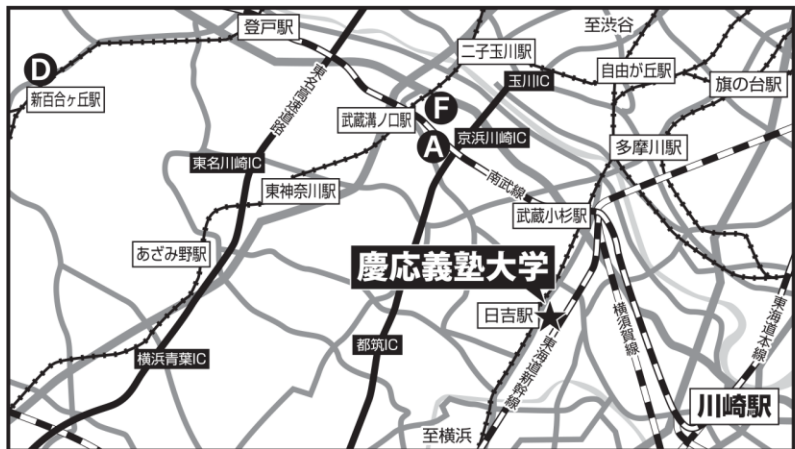 登戸駅
至渋谷
二子玉川駅
D
自由が丘駅
玉川IC
旗の台駅
新百合ヶ丘駅
東名高速道路
武蔵溝ノ口駅
F
京浜川崎IC
A
多摩川駅
東名川崎IC
南武線
東神奈川駅
武蔵小杉駅
あざみ野駅
慶応義塾大学
日吉駅
横須賀線
東海道本線
東海道新幹線
横浜青葉IC
都筑IC
川崎駅
至横浜